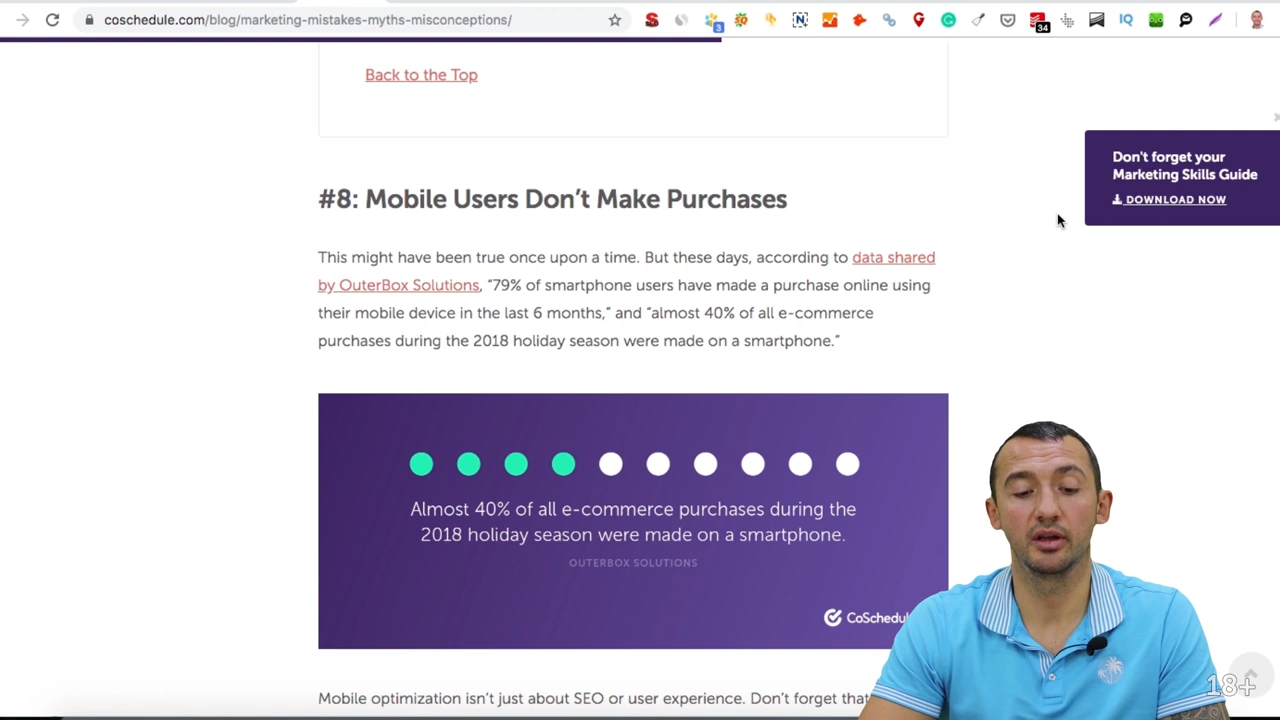 coschedule.com/blog/marketing-mistakes-myths-misconceptions/
3
34
IQ
Back to the Top
Don't forget your
Marketing Skills Guide
DOWNLOAD NOW
#8: Mobile Users Don’t Make Purchases
This might have been true once upon a time. But these days, according to data shared
by OuterBox Solutions, “79% of smartphone users have made a purchase online using
their mobile device in the last 6 months,” and “almost 40% of all e-commerce
purchases during the 2018 holiday season were made on a smartphone.”
Almost 40% of all e-commerce purchases during the
2018 holiday season were made on a smartphone.
OUTERBOX SOLUTIONS
CoSchedul
Mobile optimization isn't just about SEO or user experience. Don’t forget that
18+